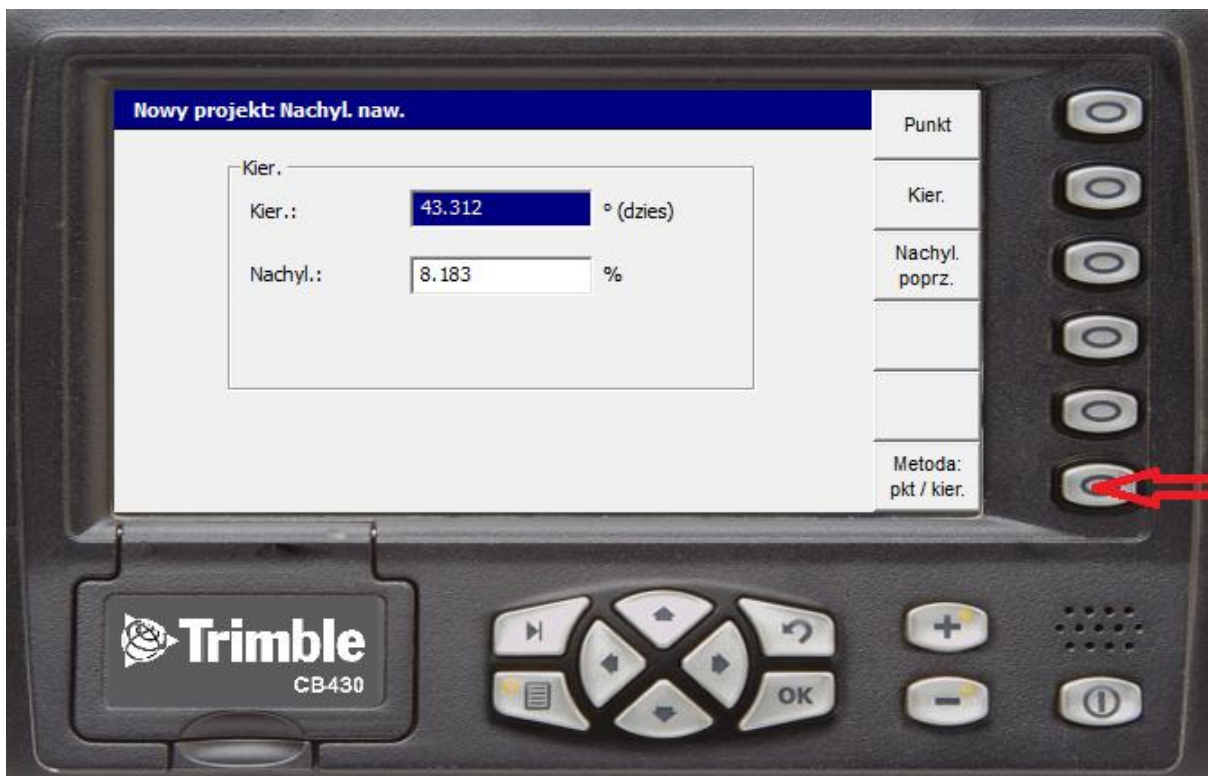 Nowy projekt: Nachyl. naw.
Kier.
Kier.: 43.312 ° (dzies)
Nachyl.: 8.183 %
Punkt
Kier.
Nachyl.
poprz.
Metoda:
pkt / kier.
Trimble
CB430
OK